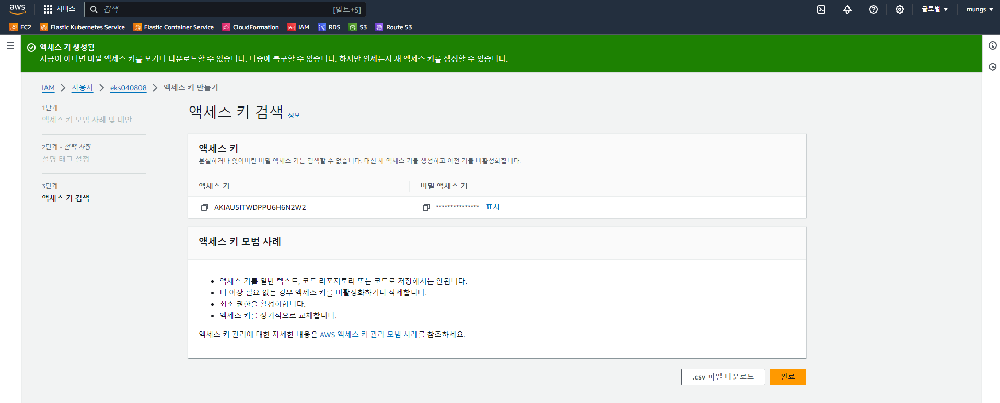 aws 서비스 검색 [알트+S] 글로벌 ▼ mungs ▼
EC2 Elastic Kubernetes Service Elastic Container Service CloudFormation IAM RDS S3 Route 53
액세스 키 생성됨
지금이 아니면 비밀 액세스 키를 보거나 다운로드할 수 없습니다. 나중에 복구할 수 없습니다. 하지만 언제든지 새 액세스 키를 생성할 수 있습니다.
IAM > 사용자 > eks040808 > 액세스 키 만들기
1단계
액세스 키 모범 사례 및 대안
2단계 - 선택 사항
설명 태그 설정
3단계
액세스 키 검색
액세스 키 검색 정보
액세스 키
분실하거나 잊어버린 비밀 액세스 키는 검색할 수 없습니다. 대신 새 액세스 키를 생성하고 이전 키를 비활성화합니다.
액세스 키 비밀 액세스 키
AKIAU5ITWDPPU6H6N2W2 *************** 표시
액세스 키 모범 사례
• 액세스 키를 일반 텍스트, 코드 리포지토리 또는 코드로 저장해서는 안됩니다.
• 더 이상 필요 없는 경우 액세스 키를 비활성화하거나 삭제합니다.
• 최소 권한을 활성화합니다.
• 액세스 키를 정기적으로 교체합니다.
액세스 키 관리에 대한 자세한 내용은 AWS 액세스 키 관리 모범 사례를 참조하세요.
.csv 파일 다운로드 완료